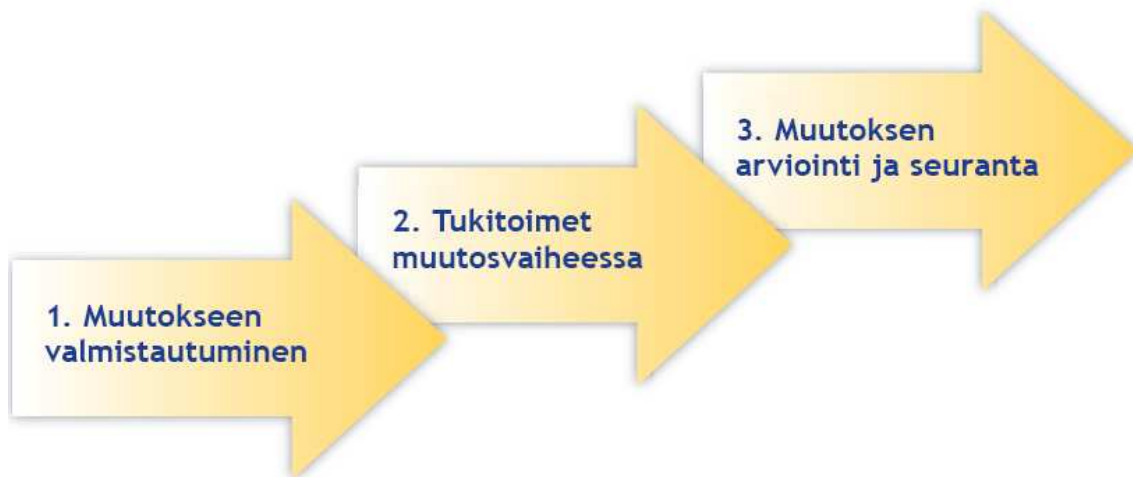 1. Muutokseen
valmistautuminen
2. Tukitoimet
muutosvaiheessa
3. Muutoksen
arviointi ja seuranta